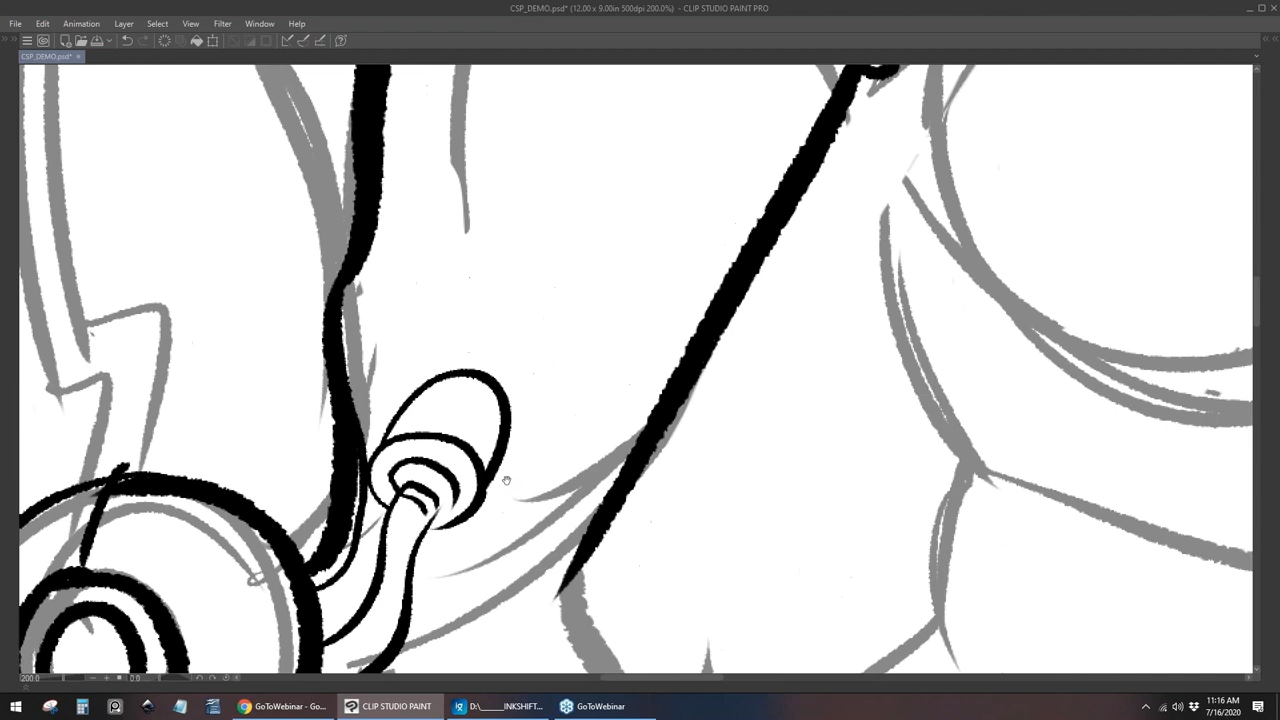 CSP_DEMO.psd* (12.00 x 9.00in 500dpi 200.0%) - CLIP STUDIO PAINT PRO
File Edit Animation Layer Select View Filter Window Help
CSP_DEMO.psd*
200.0 0.0
GoToWebinar - Go... CLIP STUDIO PAINT D:\_____INKSHIFT... GoToWebinar
11:16 AM
7/16/2020